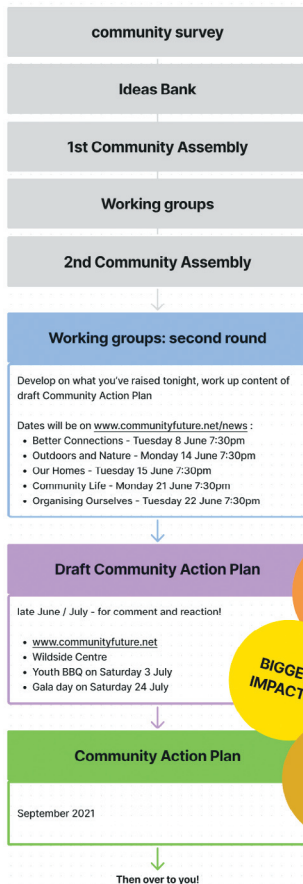 community survey
Ideas Bank
1st Community Assembly
Working groups
2nd Community Assembly
Working groups: second round
Develop on what you've raised tonight, work up content of
draft Community Action Plan
Dates will be on www.communityfuture.net/news :
• Better Connections - Tuesday 8 June 7:30pm
• Outdoors and Nature - Monday 14 June 7:30pm
• Our Homes - Tuesday 15 June 7:30pm
• Community Life - Monday 21 June 7:30pm
• Organising Ourselves - Tuesday 22 June 7:30pm
Draft Community Action Plan
late June / July - for comment and reaction!
• www.communityfuture.net
• Wildside Centre
• Youth BBQ on Saturday 3 July
• Gala day on Saturday 24 July
BIGGE
IMPACT
Community Action Plan
September 2021
Then over to you!